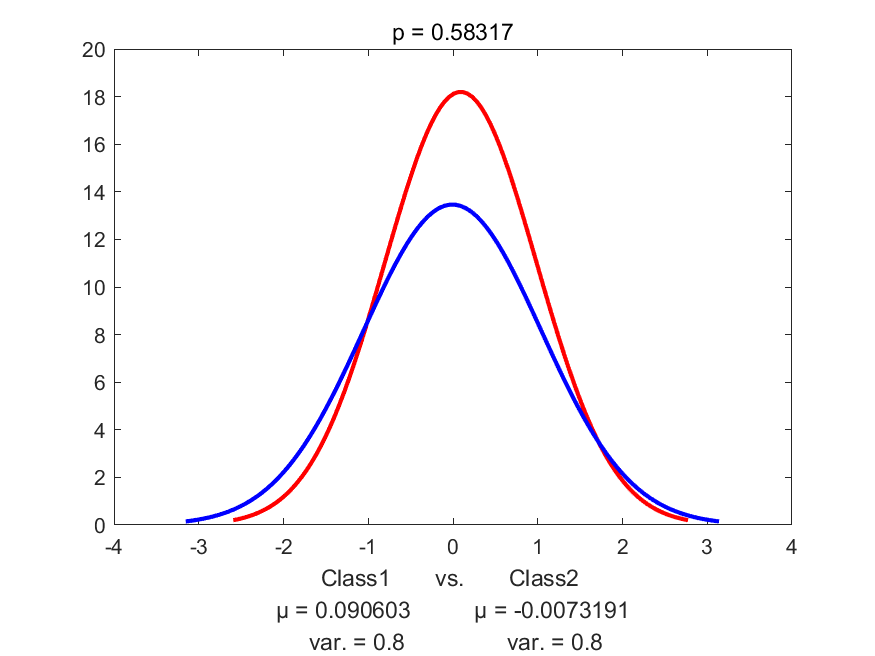 p = 0.58317
20
18
16
14
12
10
8
6
4
2
0
-4 -3 -2 -1 0 1 2 3 4
Class1 vs. Class2
μ = 0.090603 μ = -0.0073191
var. = 0.8 var. = 0.8